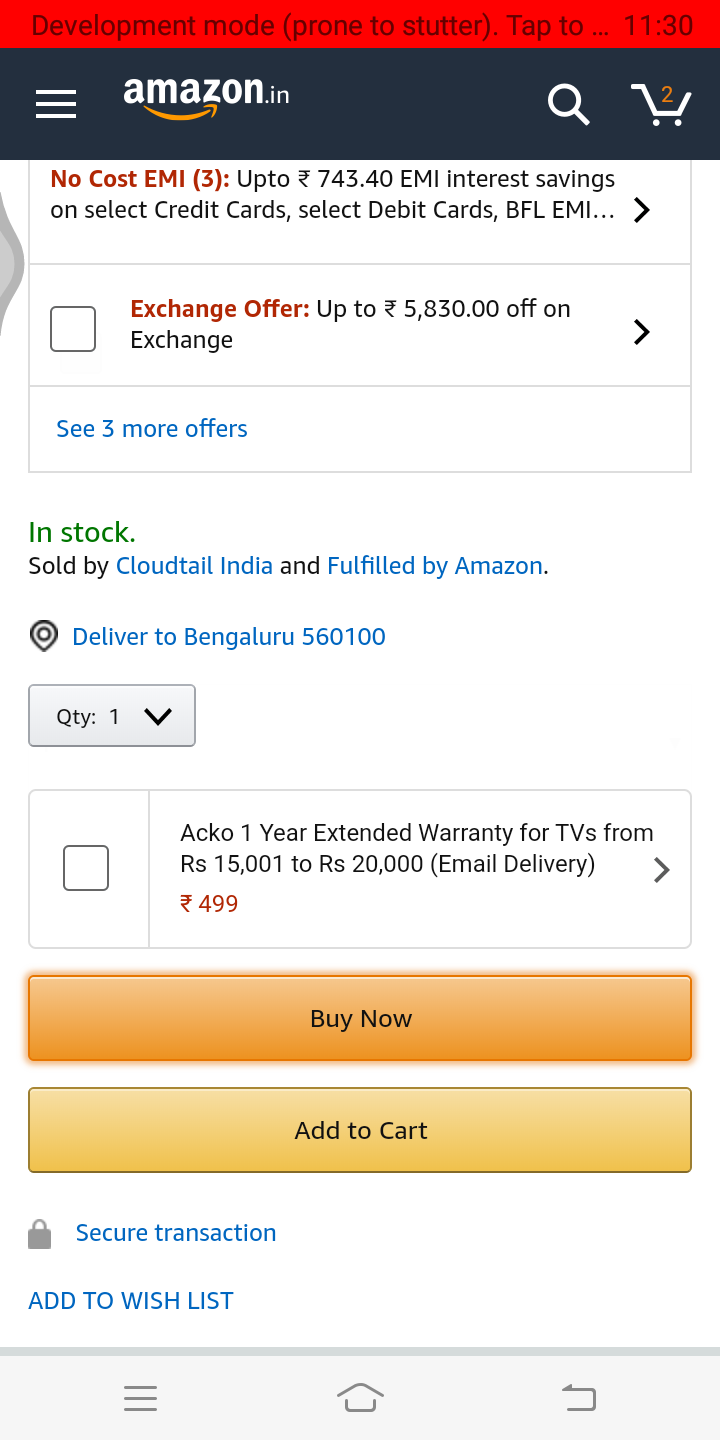 Development mode (prone to stutter). Tap to ... 11:30
amazon.in
2
No Cost EMI (3): Upto ₹ 743.40 EMI interest savings
on select Credit Cards, select Debit Cards, BFL EMI...
Exchange Offer: Up to ₹ 5,830.00 off on
Exchange
See 3 more offers
In stock.
Sold by Cloudtail India and Fulfilled by Amazon.
Deliver to Bengaluru 560100
Qty: 1
Acko 1 Year Extended Warranty for TVs from
Rs 15,001 to Rs 20,000 (Email Delivery)
₹ 499
Buy Now
Add to Cart
Secure transaction
ADD TO WISH LIST